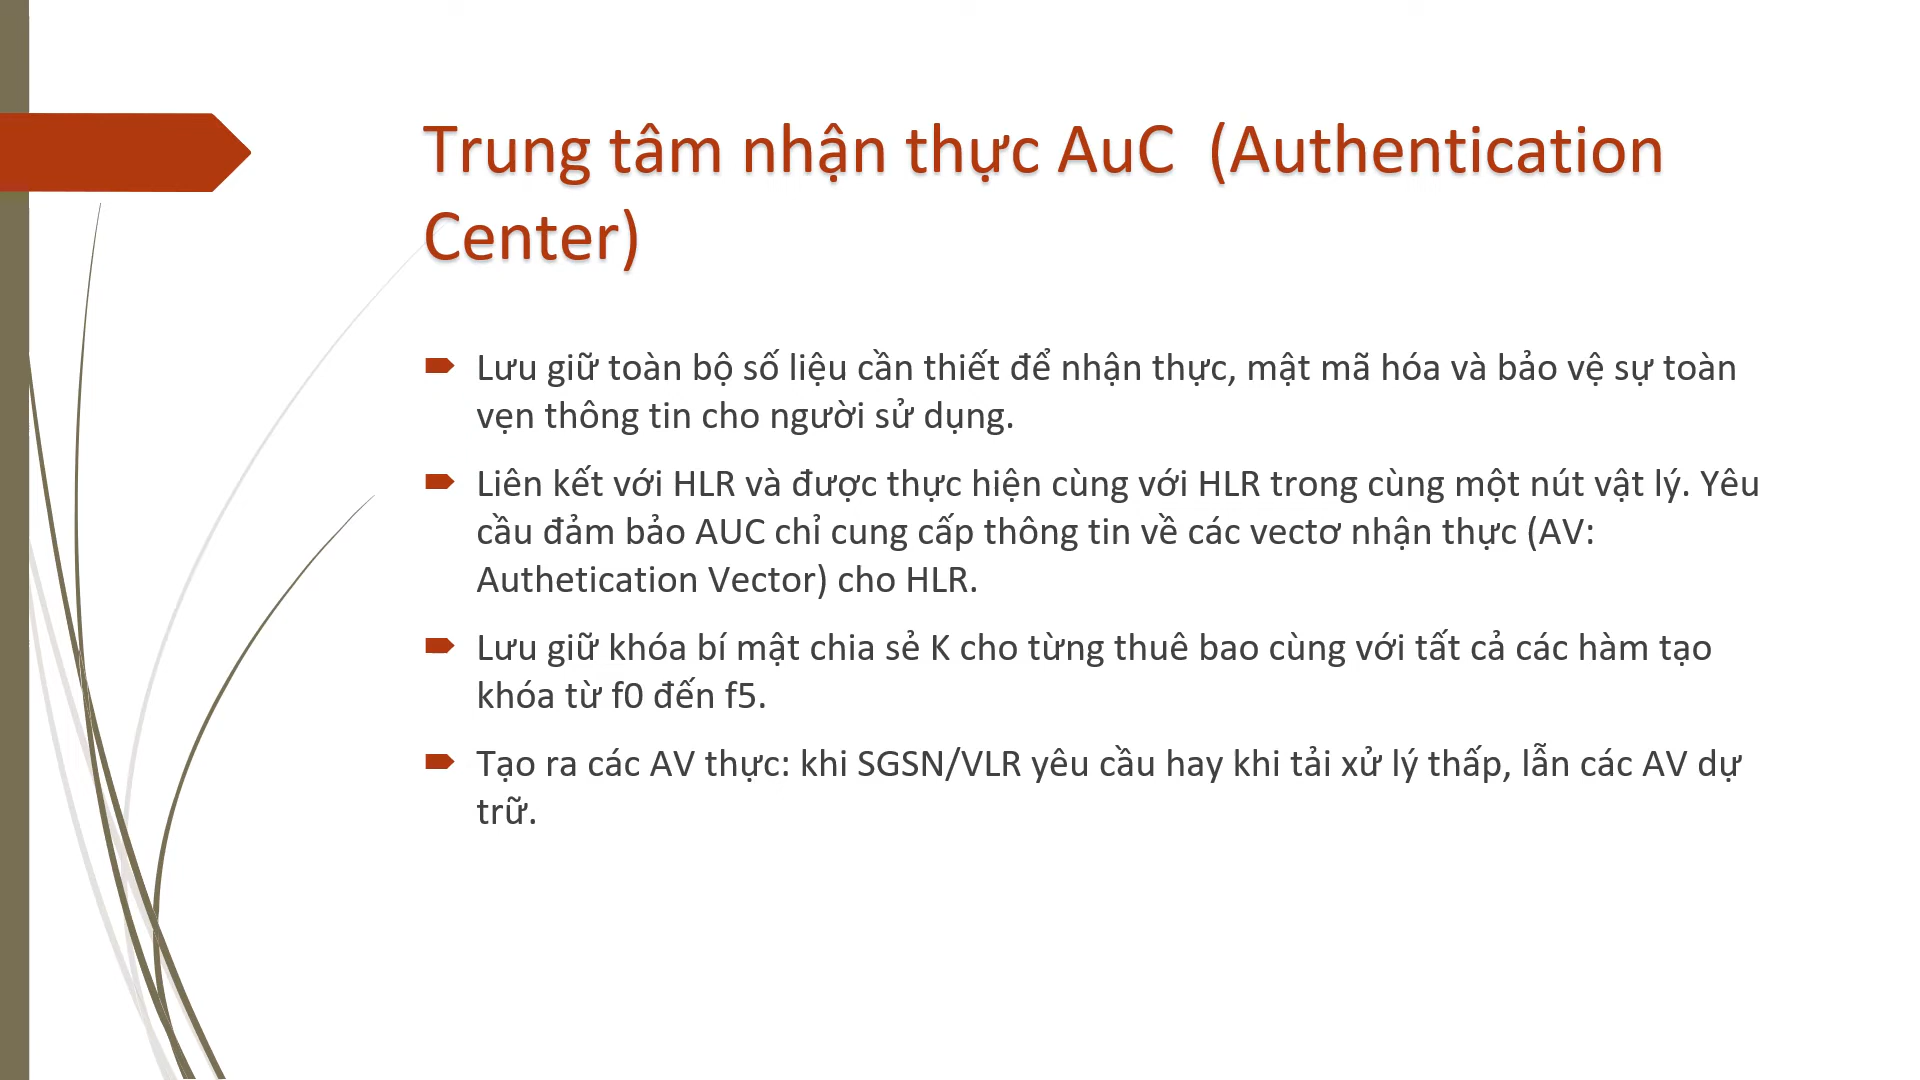 Trung tâm nhận thực AuC  (Authentication
Center)
Lưu giữ toàn bộ số liệu cần thiết để nhận thực, mật mã hóa và bảo vệ sự toàn
vẹn thông tin cho người sử dụng.
Liên kết với HLR và được thực hiện cùng với HLR trong cùng một nút vật lý. Yêu
cầu đảm bảo AUC chỉ cung cấp thông tin về các vectơ nhận thực (AV:
Authetication Vector) cho HLR.
Lưu giữ khóa bí mật chia sẻ K cho từng thuê bao cùng với tất cả các hàm tạo
khóa từ f0 đến f5.
Tạo ra các AV thực: khi SGSN/VLR yêu cầu hay khi tải xử lý thấp, lẫn các AV dự
trữ.